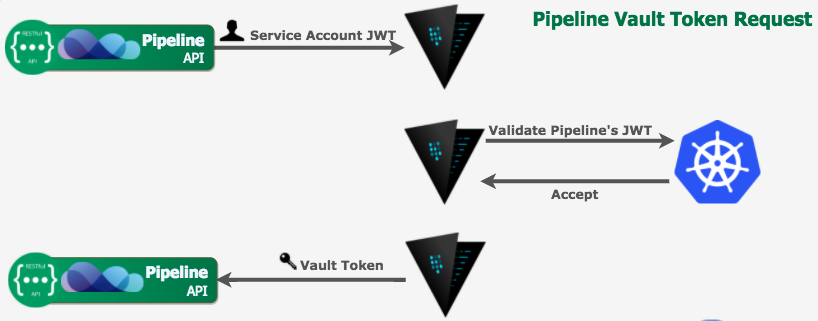 Pipeline Vault Token Request
RESTful
API
Pipeline
API
Service Account JWT
Validate Pipeline's JWT
Accept
RESTful
API
Pipeline
API
Vault Token